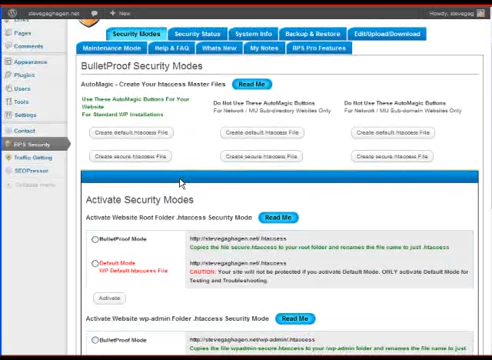 stevegaghagen.net
+ New
Howdy, stevegag
Links
Pages
Comments
Appearance
Plugins
Users
Tools
Settings
Contact
BPS Security
Traffic Getting
SEOPressor
Collapse menu
Security Modes
Security Status
System Info
Backup & Restore
Edit/Upload/Download
Maintenance Mode
Help & FAQ
Whats New
My Notes
BPS Pro Features
BulletProof Security Modes
AutoMagic - Create Your htaccess Master Files
Read Me
Use These AutoMagic Buttons For Your
Website
For Standard WP Installations
Do Not Use These AutoMagic Buttons
For Network / MU Sub-directory Websites Only
Do Not Use These AutoMagic Buttons
For Network / MU Sub-domain Websites Only
Create default.htaccess File
Create default.htaccess File
Create default.htaccess File
Create secure.htaccess File
Create secure.htaccess File
Create secure.htaccess File
Activate Security Modes
Activate Website Root Folder .htaccess Security Mode
Read Me
BulletProof Mode
http://stevegaghagen.net/.htaccess
Copies the file secure.htaccess to your root folder and renames the file name to just .htaccess
Default Mode
WP Default htaccess File
http://stevegaghagen.net/.htaccess
CAUTION: Your site will not be protected if you activate Default Mode. ONLY activate Default Mode for
Testing and Troubleshooting.
Activate
Activate Website wp-admin Folder .htaccess Security Mode
Read Me
BulletProof Mode
http://stevegaghagen.net/wp-admin/.htaccess
Copies the file wpadmin-secure.htaccess to your /wp-admin folder and renames the file name to just